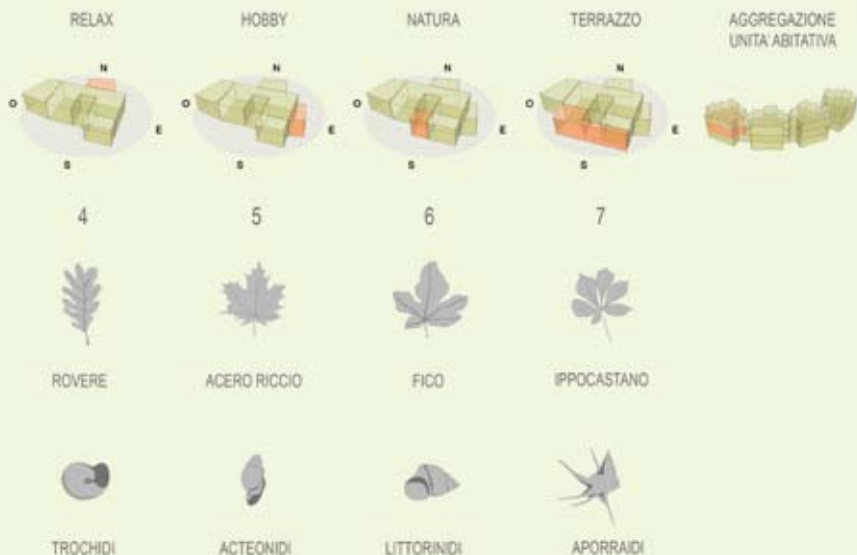 RELAX
HOBBY
NATURA
TERRAZZO
AGGREGAZIONE
UNITA' ABITATIVA
N
O
E
S
N
O
E
S
N
O
E
S
N
O
E
S
4
5
6
7
ROVERE
ACERO RICCIO
FICO
IPPOCASTANO
TROCHIDI
ACTEONIDI
LITTORINIDI
APORRAIDI